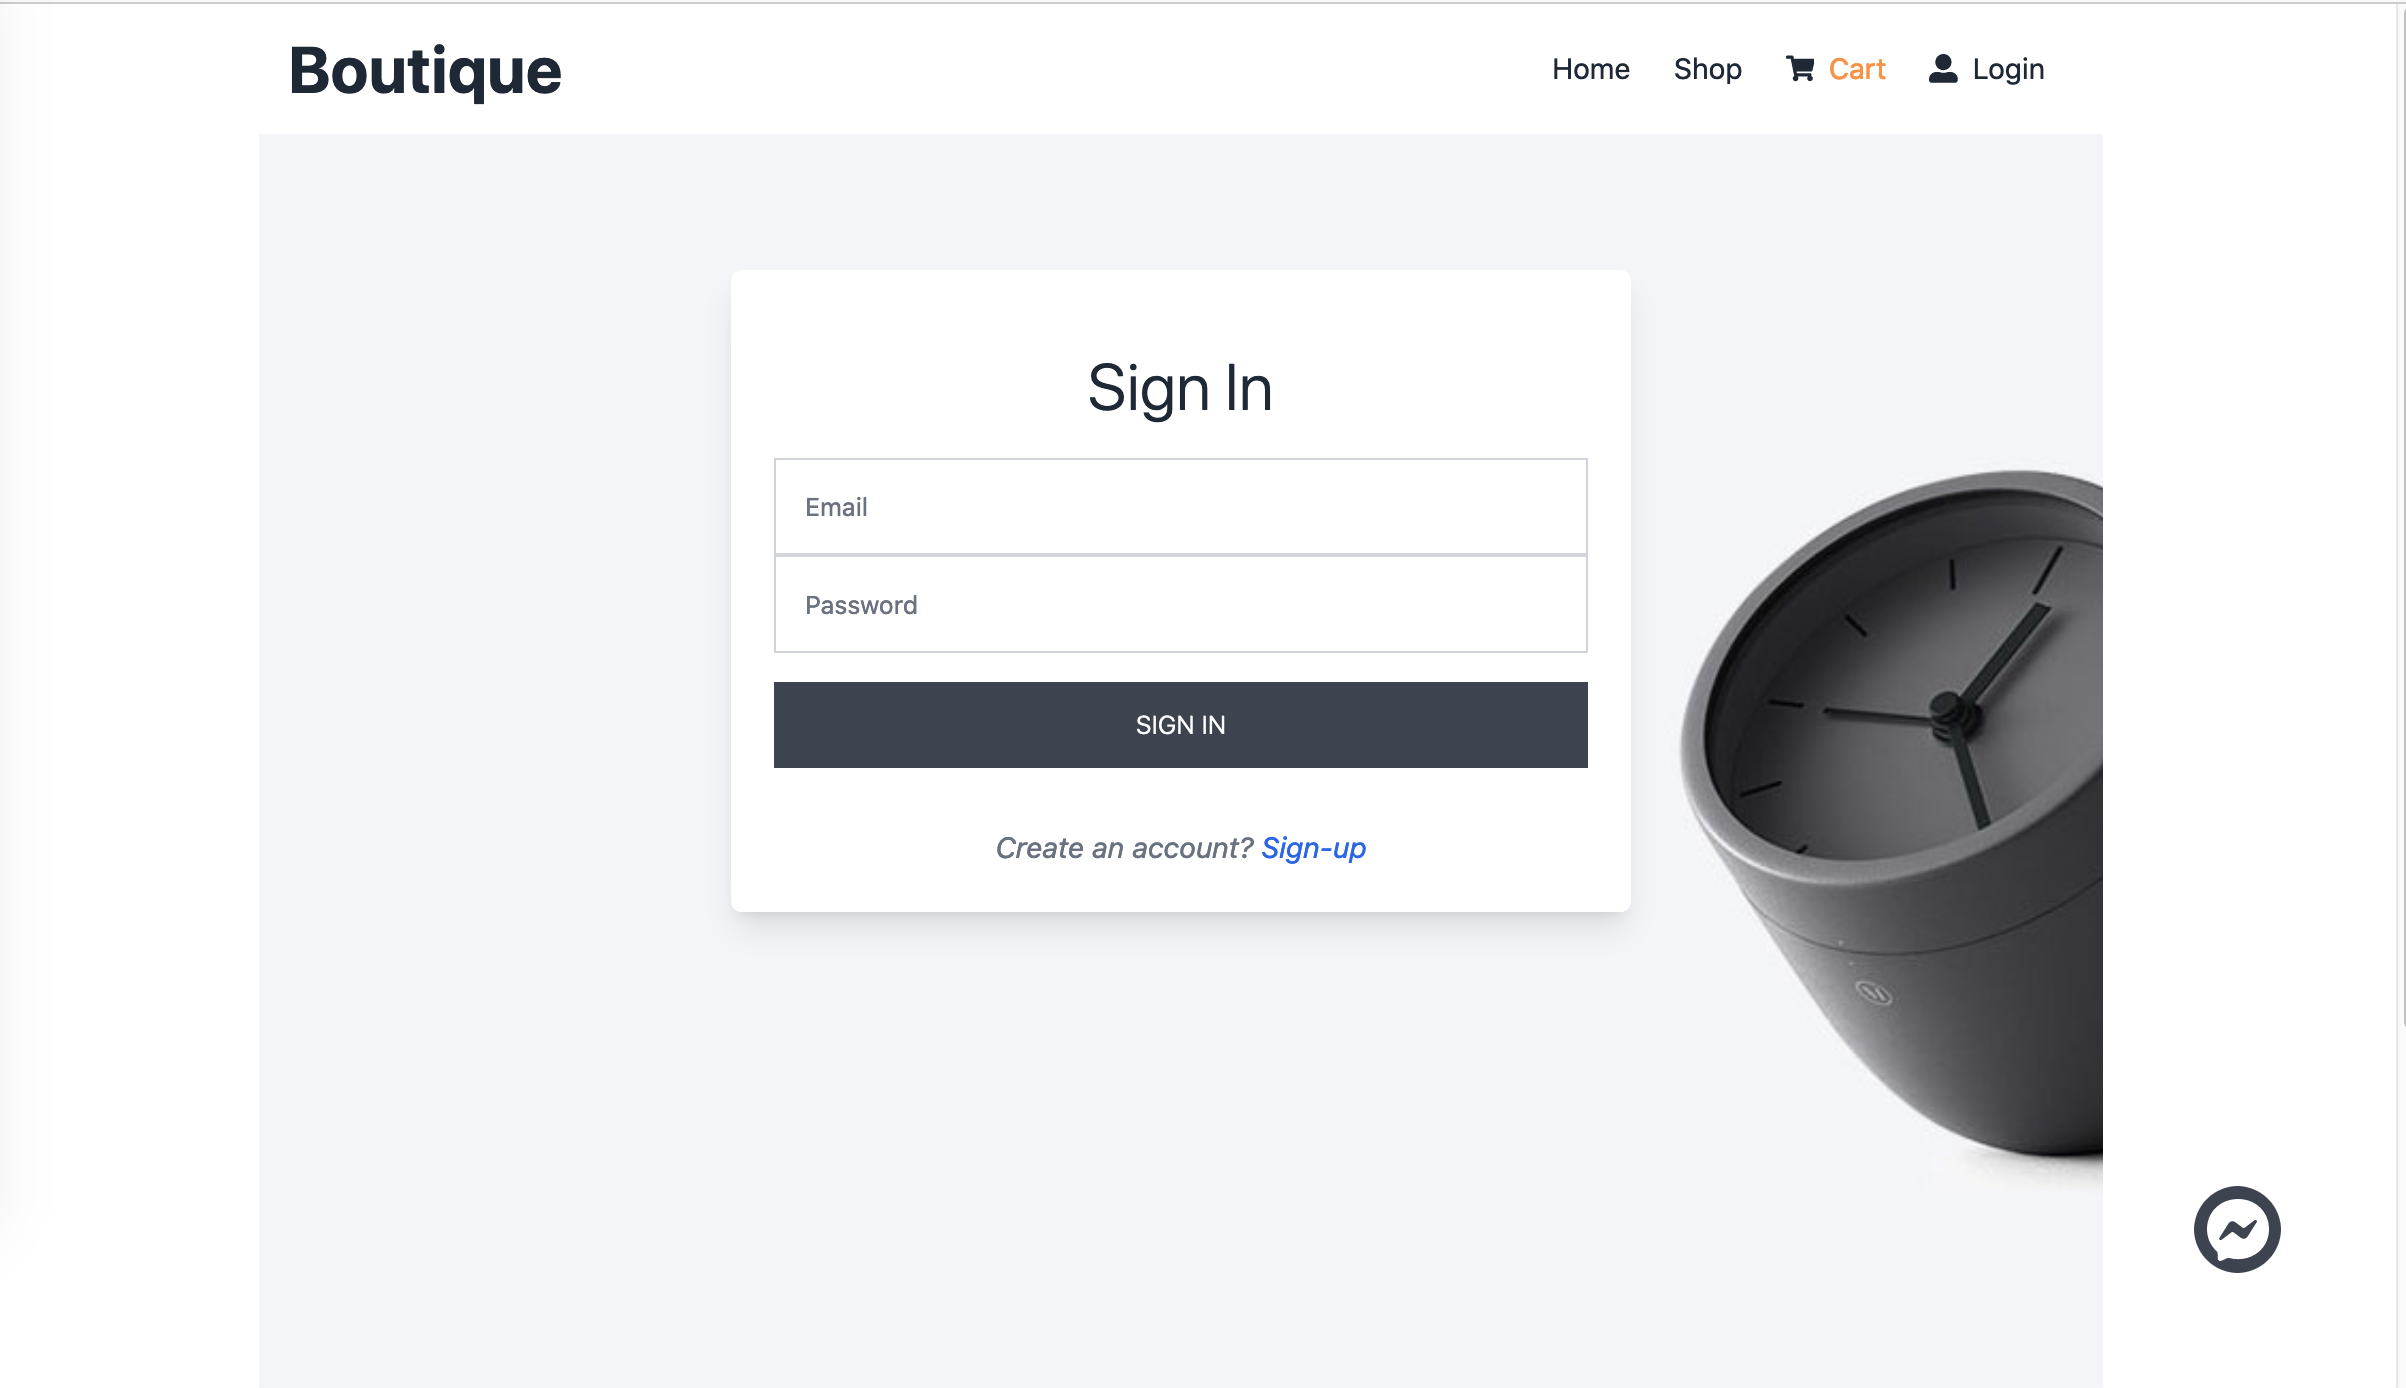 Boutique
Home Shop Cart Login
Sign In
Email
Password
SIGN IN
Create an account? Sign-up